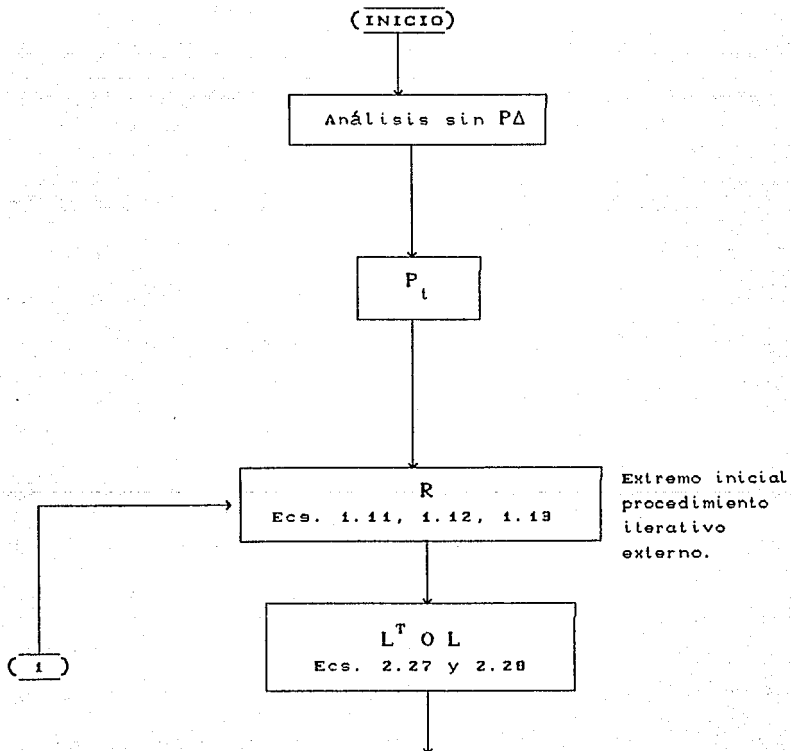 (INICIO)
Análisis sin PΔ
P_t
R
Ecs. 1.11, 1.12, 1.13
Extremo inicial
procedimiento
iterativo
externo.
L^T O L
Ecs. 2.27 y 2.28
( 1 )